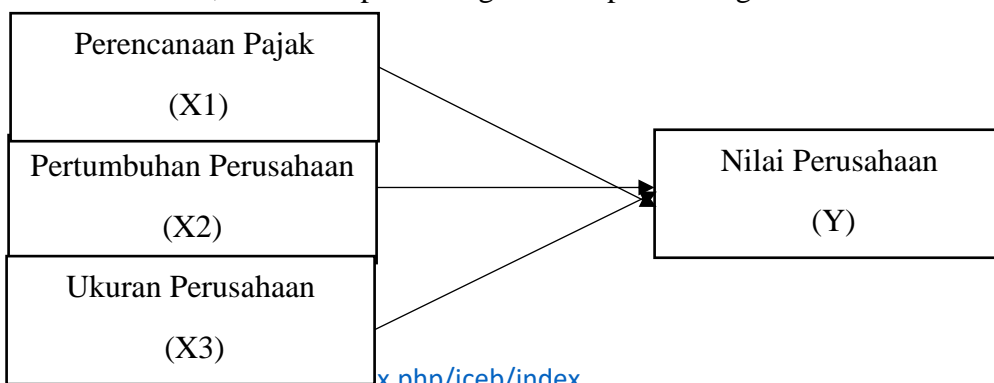 Perencanaan Pajak
(X1)
Pertumbuhan Perusahaan
(X2)
Ukuran Perusahaan
(X3)
Nilai Perusahaan
(Y)
x.php/iceb/index